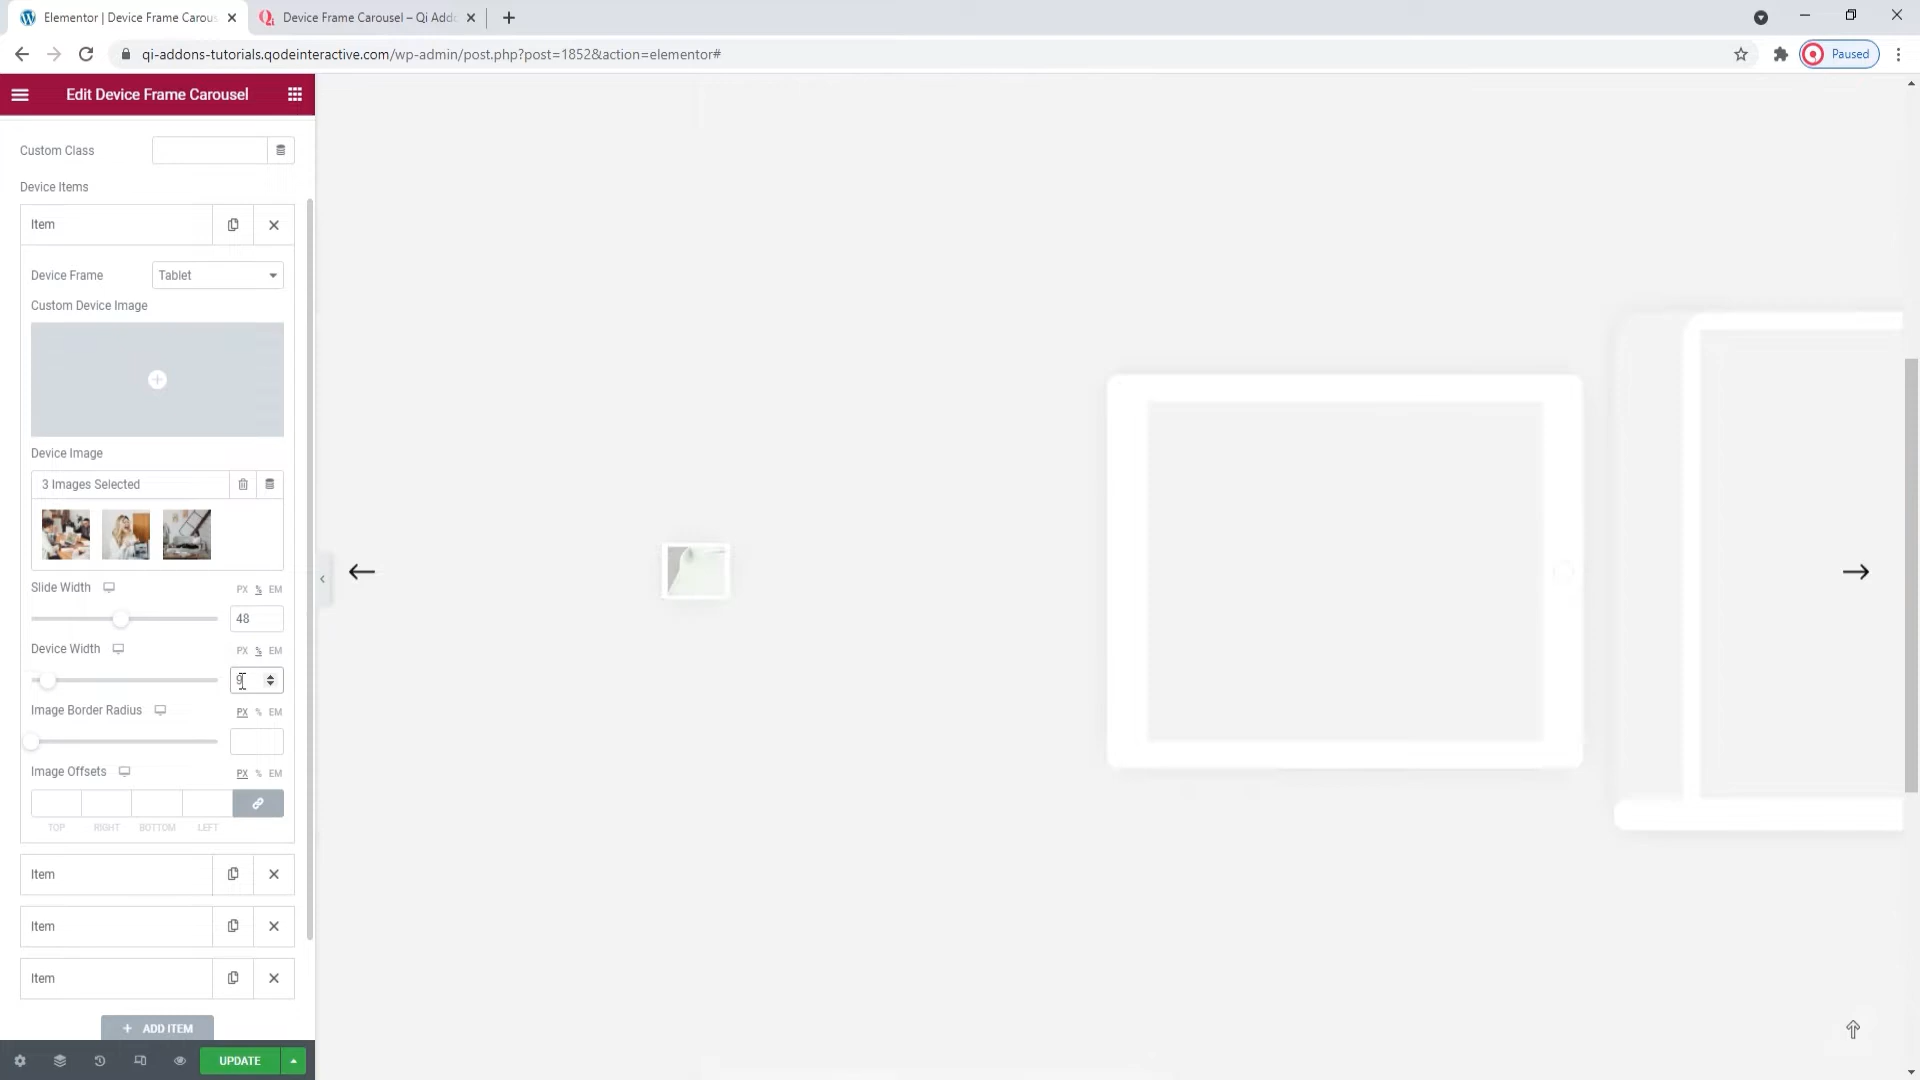 Elementor | Device Frame Carous
Device Frame Carousel – Qi Addo
qi-addons-tutorials.qodeinteractive.com/wp-admin/post.php?post=1852&action=elementor#
Paused
Edit Device Frame Carousel
Custom Class
Device Items
Item
Device Frame
Tablet
Custom Device Image
Device Image
3 Images Selected
Slide Width
PX % EM
48
Device Width
PX % EM
9
Image Border Radius
PX % EM
Image Offsets
PX % EM
TOP RIGHT BOTTOM LEFT
Item
Item
Item
+ ADD ITEM
UPDATE